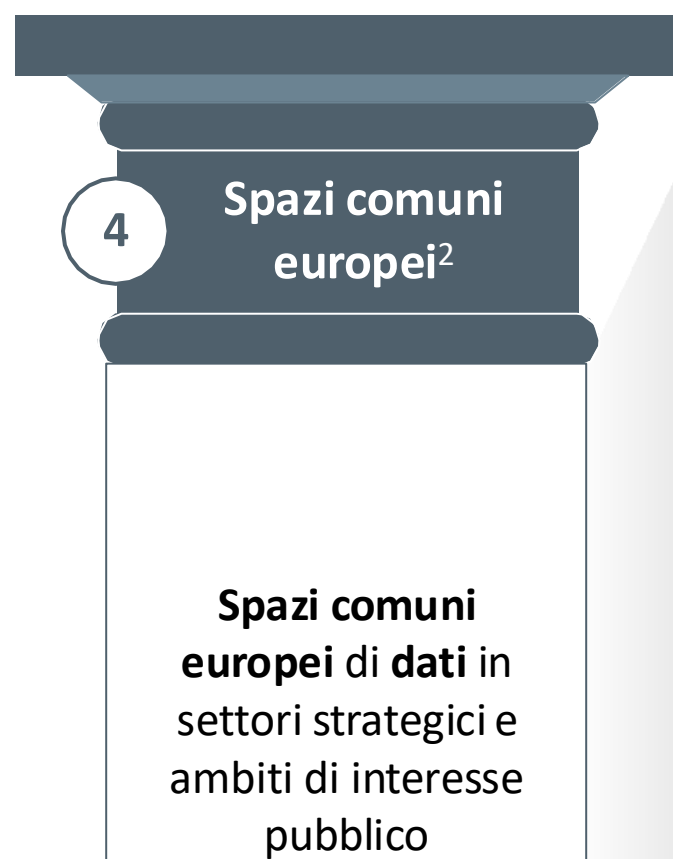 4
Spazi comuni
europei²
Spazi comuni
europei di dati in
settori strategici e
ambiti di interesse
pubblico